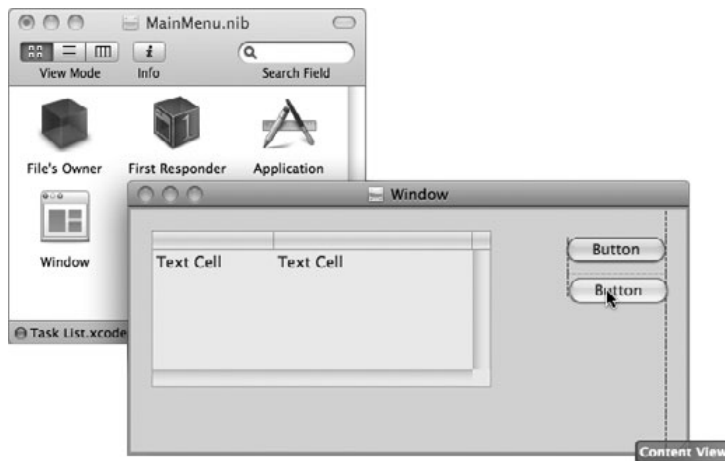 MainMenu.nib
View Mode Info Search Field
File's Owner First Responder Application
Window
Task List.xcode
Window
Text Cell Text Cell
Button
Button
Content View